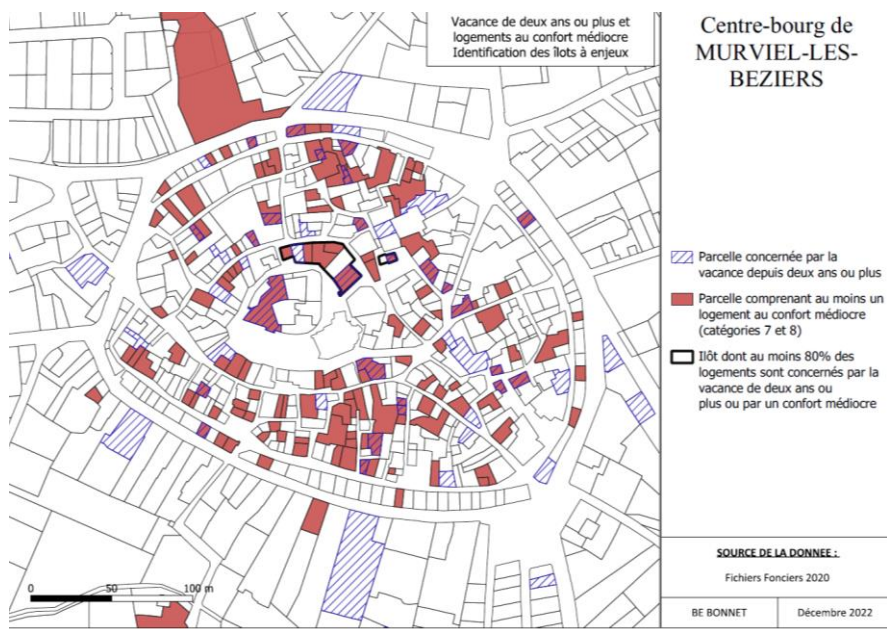 Vacance de deux ans ou plus et
logements au confort médiocre
Identification des îlots à enjeux
Centre-bourg de
MURVIEL-LES-
BEZIERS
Parcelle concernée par la
vacance depuis deux ans ou plus
Parcelle comprenant au moins un
logement au confort médiocre
(catégories 7 et 8)
Ilôt dont au moins 80% des
logements sont concernés par la
vacance de deux ans ou
plus ou par un confort médiocre
0 50 100 m
SOURCE DE LA DONNEE :
Fichiers Fonciers 2020
BE BONNET Décembre 2022